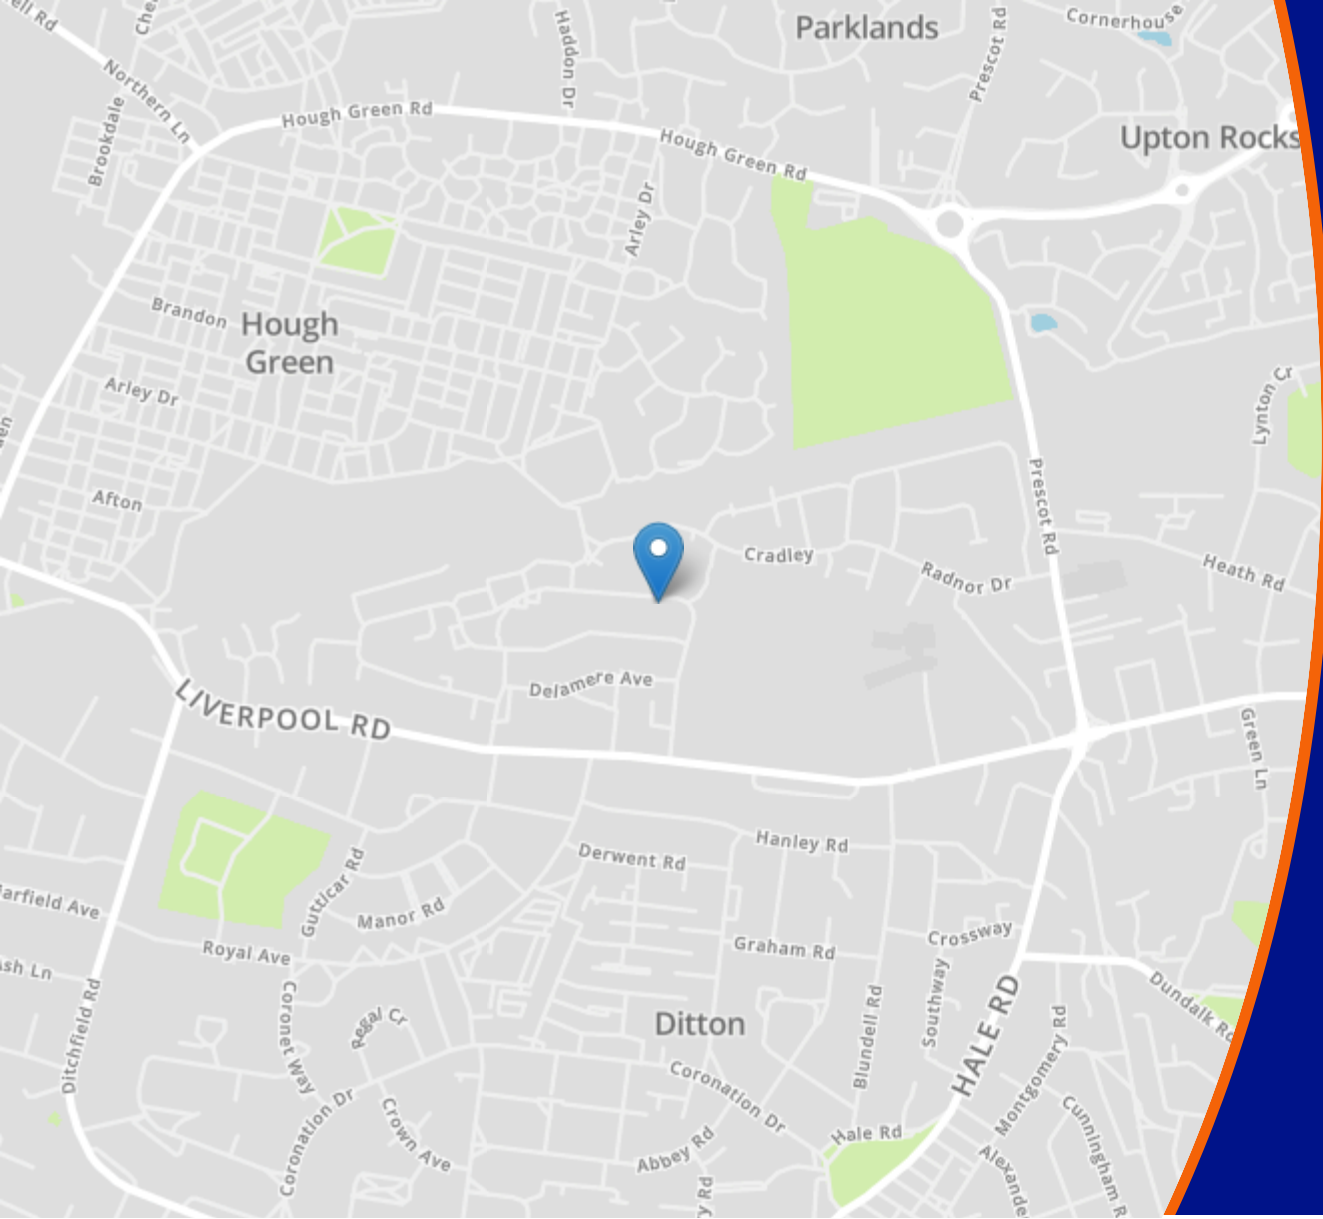 Parklands
Cornerhouse
Haddon Dr
Prescot Rd
Northern Ln
Hough Green Rd
Brookdale
Hough Green Rd
Upton Rocks
Arley Dr
Brandon
Hough
Green
Arley Dr
Lynton Cr
Afton
Prescot Rd
Cradley
Radnor Dr
Heath Rd
Delamere Ave
LIVERPOOL RD
Green Ln
Hanley Rd
Derwent Rd
Gutticar Rd
Manor Rd
Royal Ave
Graham Rd
Crossway
Ditchfield Rd
Coronet Way
Regal Cr
Ditton
Blundell Rd
Southway
HALE RD
Dundalk Rd
Montgomery Rd
Coronation Dr
Coronation Dr
Crown Ave
Abbey Rd
Hale Rd
Cunningham R
Alexande